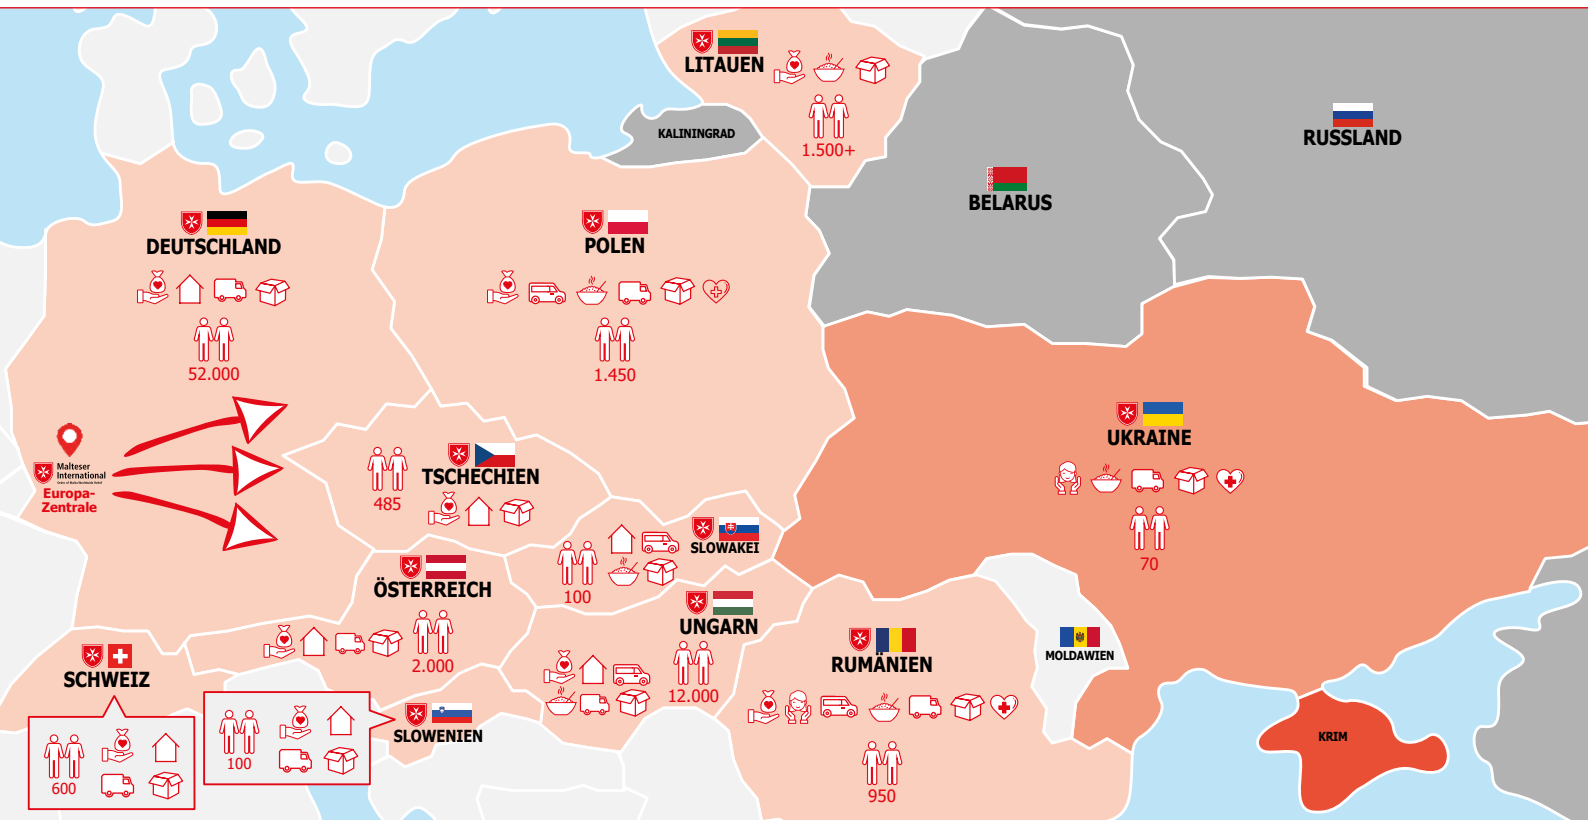 LITAUEN
1.500+
KALININGRAD
RUSSLAND
BELARUS
DEUTSCHLAND
52.000
POLEN
1.450
Malteser
International
Europa-
Zentrale
TSCHECHIEN
485
UKRAINE
70
SLOWAKEI
100
ÖSTERREICH
2.000
UNGARN
12.000
RUMÄNIEN
950
MOLDAWIEN
SCHWEIZ
600
SLOWENIEN
100
KRIM